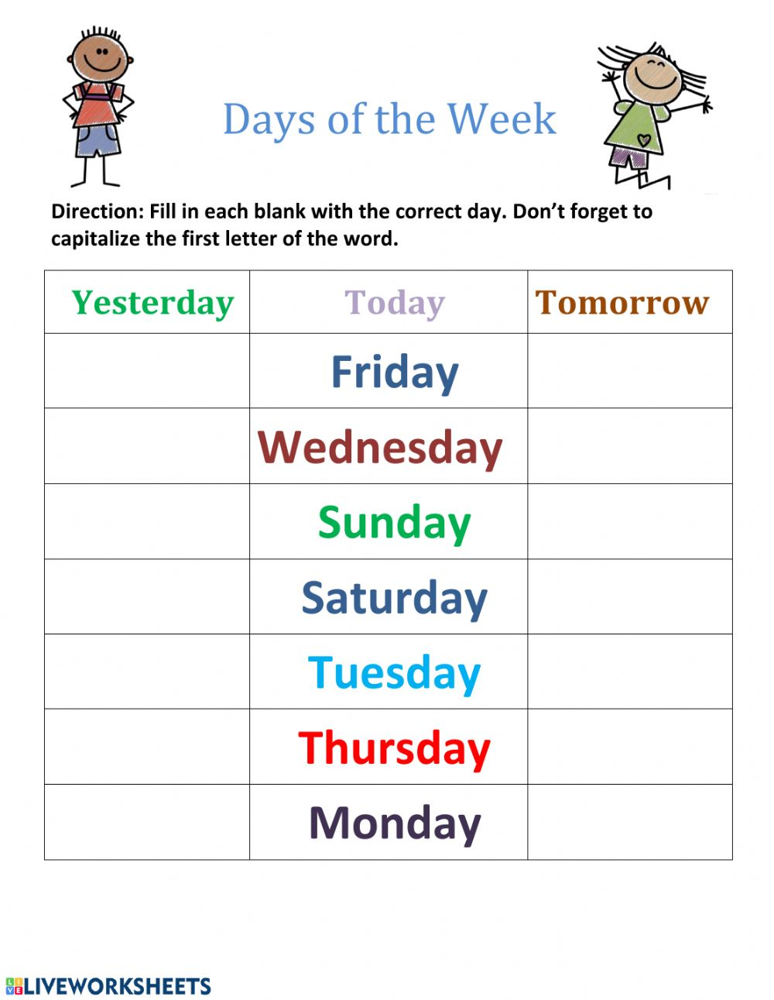 Days of the Week
Direction: Fill in each blank with the correct day. Don’t forget to
capitalize the first letter of the word.
Yesterday Today Tomorrow
Friday
Wednesday
Sunday
Saturday
Tuesday
Thursday
Monday
LIVE LIVEWORKSHEETS